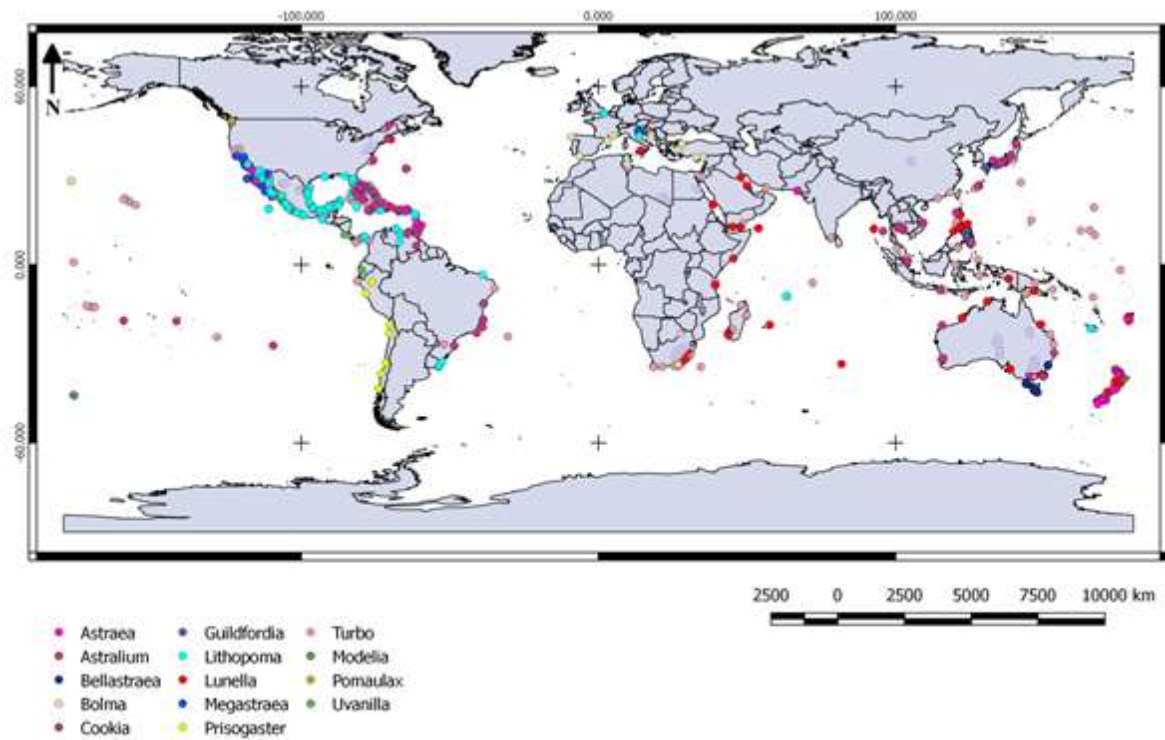 -100.000 0.000 100.000
60.000
N
0.000
-60.000
2500 0 2500 5000 7500 10000 km
Astraea Guildfordia Turbo
Astralium Lithopoma Modelia
Bellastraea Lunella Pomaulax
Bolma Megastraea Uvanilla
Cookia Prisogaster